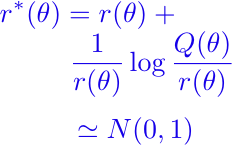 r*(θ) = r(θ) +
1/r(θ) log Q(θ)/r(θ)
≃ N(0, 1)